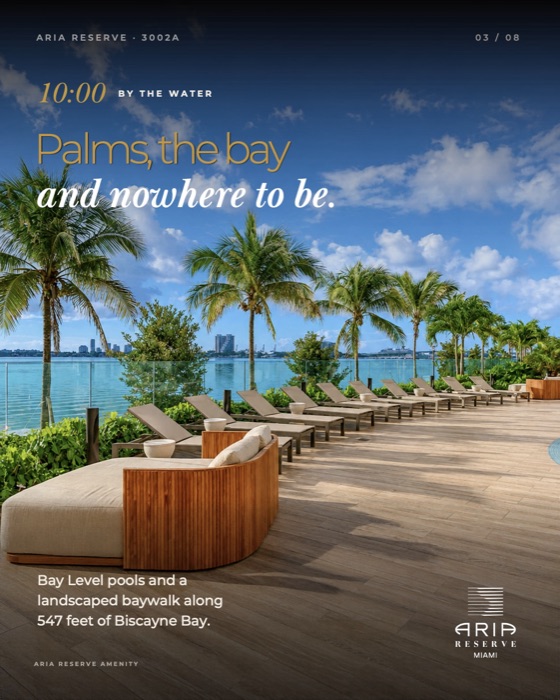 ARIA RESERVE · 3002A
03 / 08
10:00 BY THE WATER
Palms, the bay
and nowhere to be.
Bay Level pools and a
landscaped baywalk along
547 feet of Biscayne Bay.
ARIA
RESERVE
MIAMI
ARIA RESERVE AMENITY